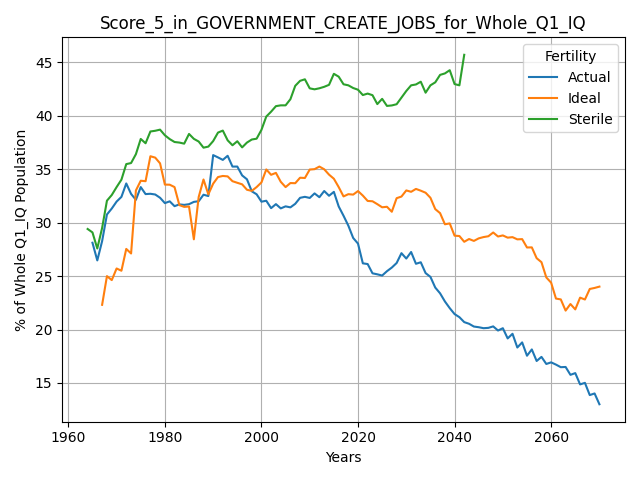 Score_5_in_GOVERNMENT_CREATE_JOBS_for_Whole_Q1_IQ
% of Whole Q1_IQ Population
45
40
35
30
25
20
15
Fertility
Actual
Ideal
Sterile
1960 1980 2000 2020 2040 2060
Years